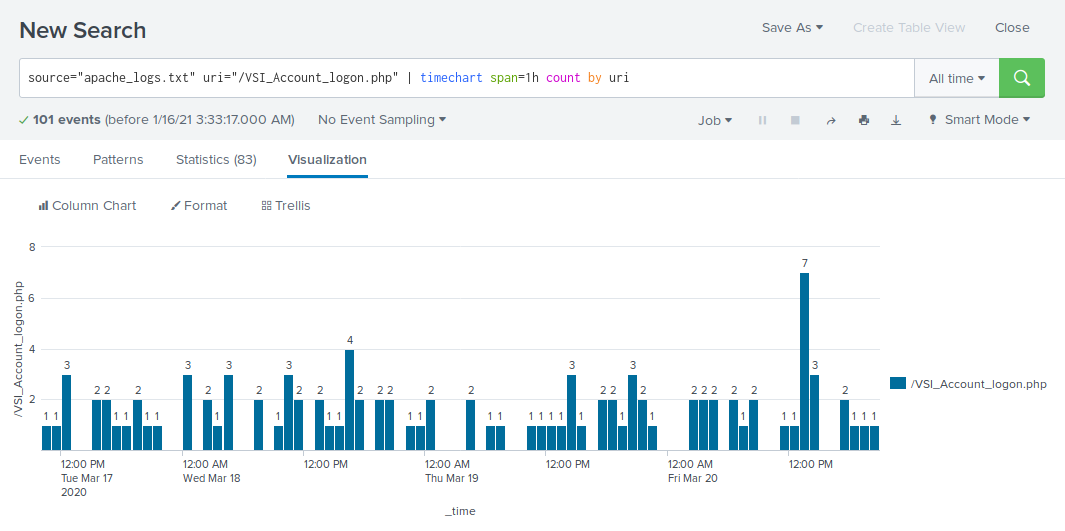 New Search
Save As
Create Table View
Close
source="apache_logs.txt" uri="/VSI_Account_logon.php" | timechart span=1h count by uri
All time
101 events (before 1/16/21 3:33:17.000 AM)
No Event Sampling
Job
Smart Mode
Events
Patterns
Statistics (83)
Visualization
Column Chart
Format
Trellis
/VSI_Account_logon.php
8
6
4
2
1 1 3 2 2 1 1 2 1 1 3 2 1 3 2 1 3 2 2 1 1 4 2 2 2 1 1 2 2 1 1 1 1 1 1 3 1 2 2 1 3 2 1 2 2 2 2 1 2 1 1 7 3 2 1 1 1
12:00 PM
Tue Mar 17
2020
12:00 AM
Wed Mar 18
12:00 PM
12:00 AM
Thu Mar 19
12:00 PM
12:00 AM
Fri Mar 20
12:00 PM
_time
/VSI_Account_logon.php